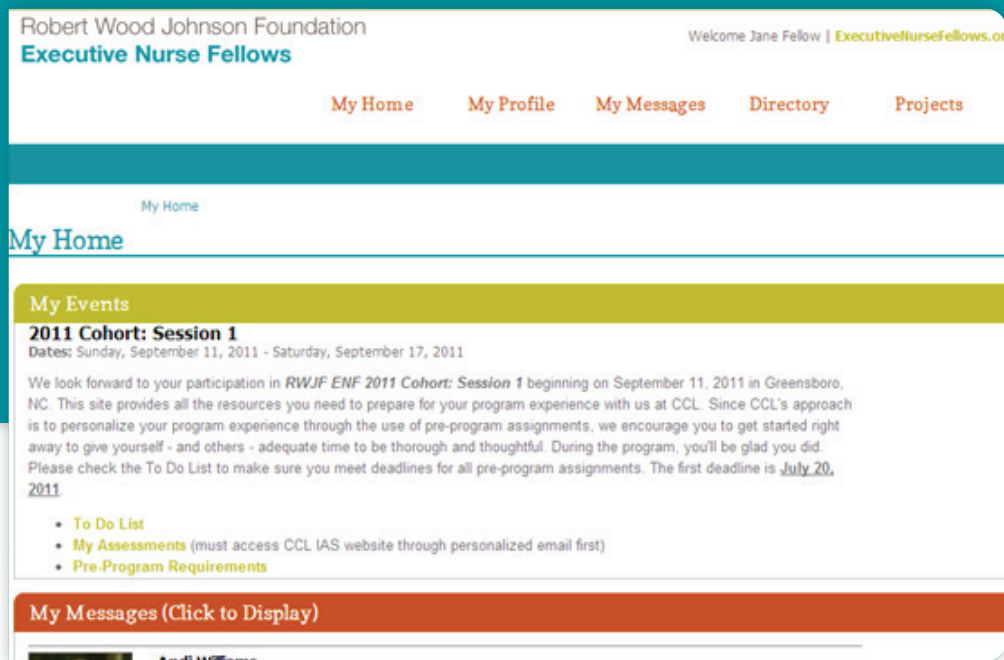 Robert Wood Johnson Foundation
Executive Nurse Fellows
Welcome Jane Fellow | ExecutiveNurseFellows.or
My Home My Profile My Messages Directory Projects
My Home
My Home
My Events
2011 Cohort: Session 1
Dates: Sunday, September 11, 2011 - Saturday, September 17, 2011
We look forward to your participation in RWJF ENF 2011 Cohort: Session 1 beginning on September 11, 2011 in Greensboro,
NC. This site provides all the resources you need to prepare for your program experience with us at CCL. Since CCL's approach
is to personalize your program experience through the use of pre-program assignments, we encourage you to get started right
away to give yourself - and others - adequate time to be thorough and thoughtful. During the program, you'll be glad you did.
Please check the To Do List to make sure you meet deadlines for all pre-program assignments. The first deadline is July 20,
2011.
• To Do List
• My Assessments (must access CCL IAS website through personalized email first)
• Pre-Program Requirements
My Messages (Click to Display)
Andi Williams